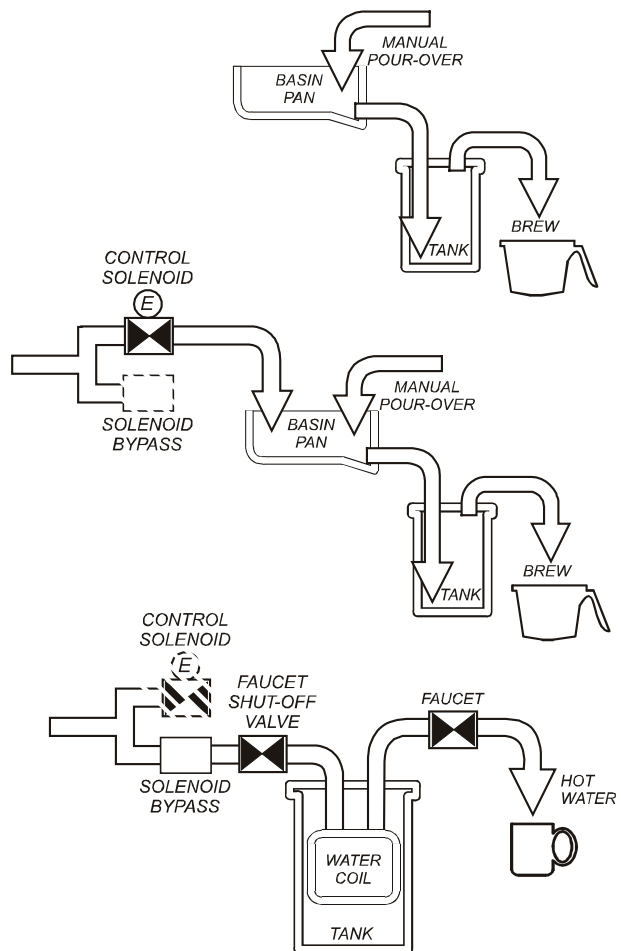 MANUAL
POUR-OVER
BASIN
PAN
TANK
BREW
CONTROL
SOLENOID
E
SOLENOID
BYPASS
MANUAL
POUR-OVER
BASIN
PAN
TANK
BREW
CONTROL
SOLENOID
E
FAUCET
SHUT-OFF
VALVE
FAUCET
SOLENOID
BYPASS
HOT
WATER
WATER
COIL
TANK